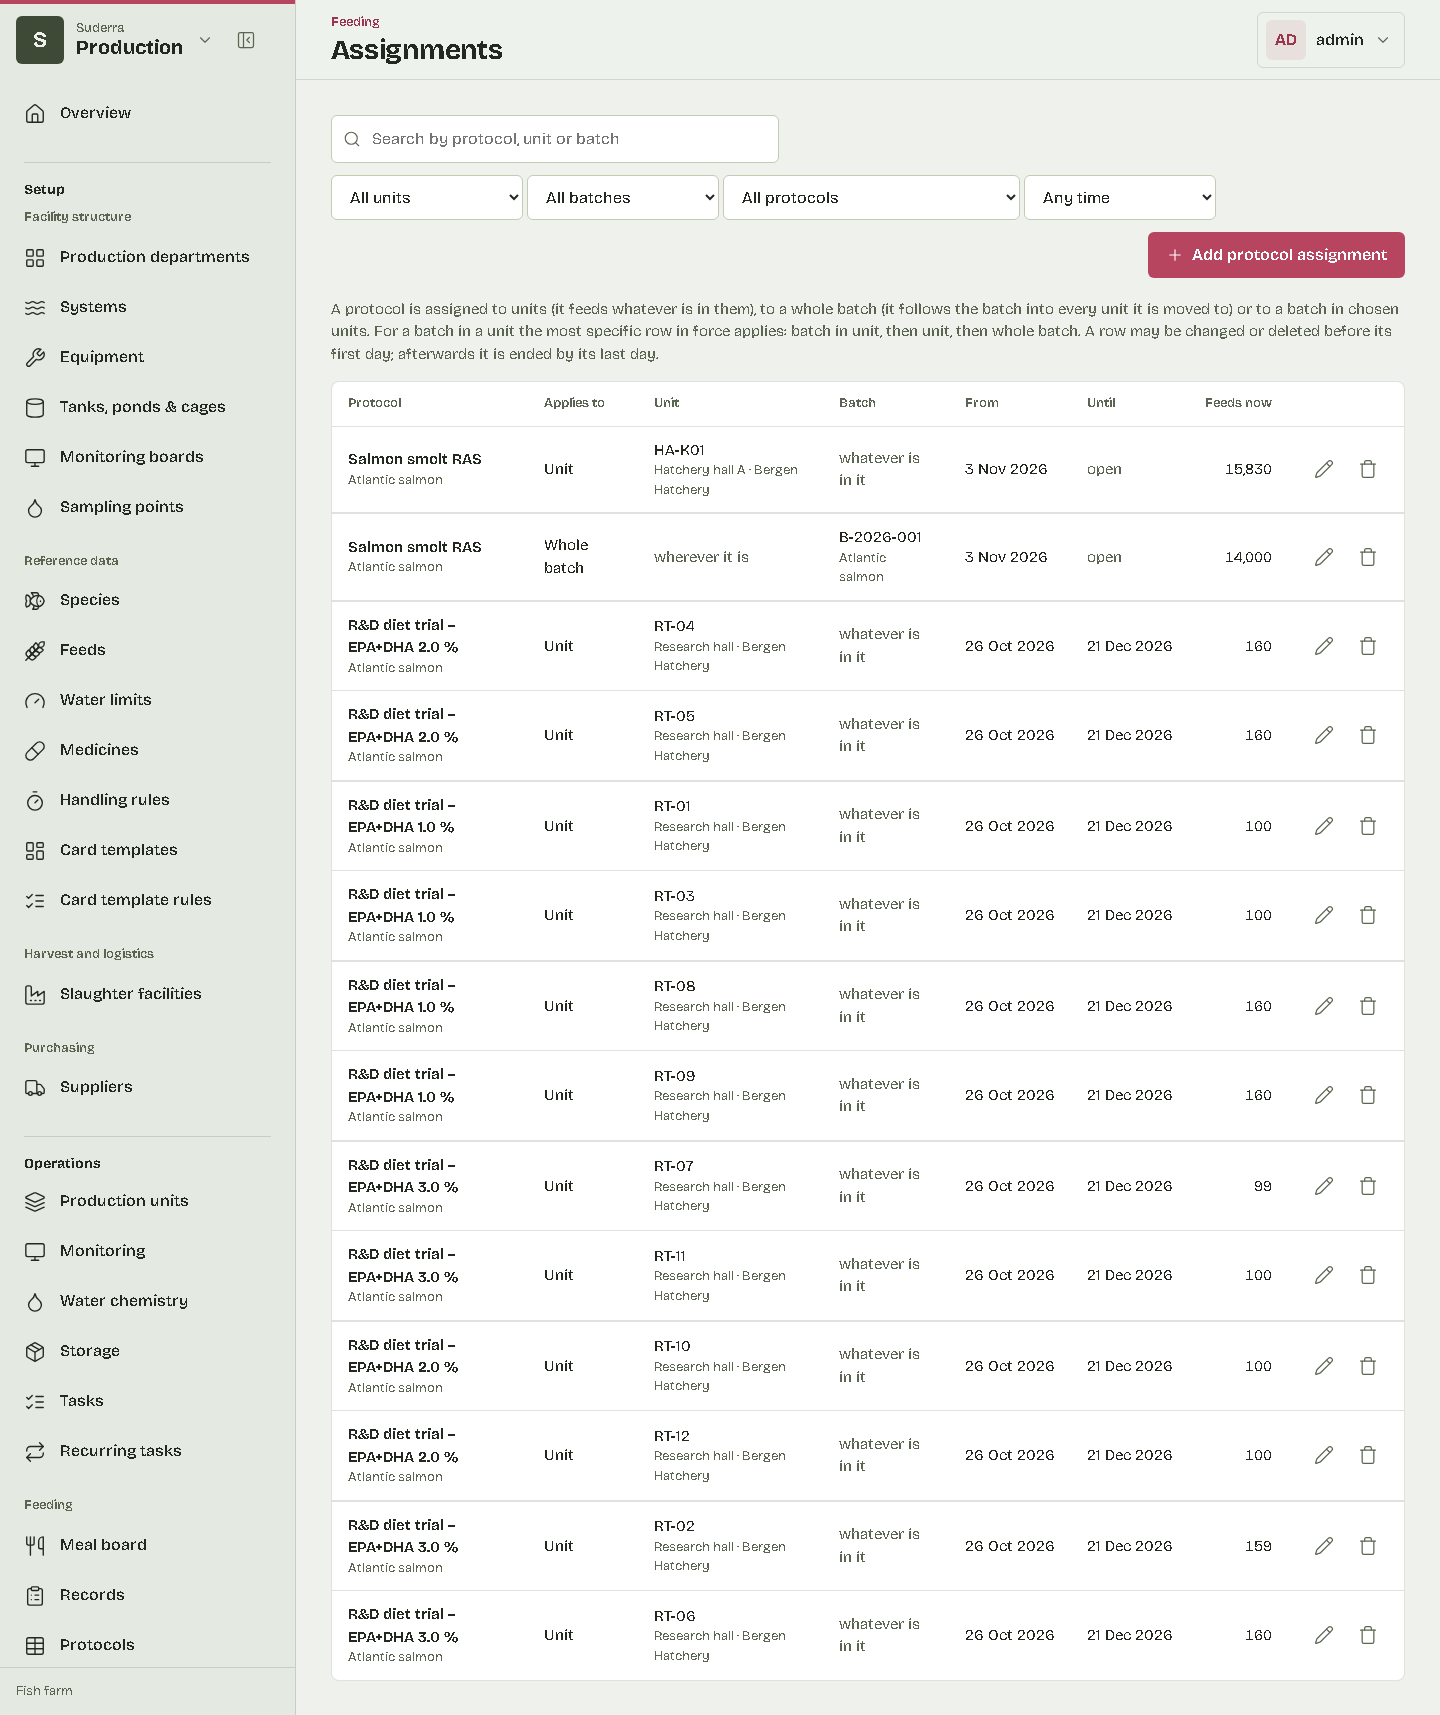 S
Suderra
Production
Overview
Setup
Facility structure
Production departments
Systems
Equipment
Tanks, ponds & cages
Monitoring boards
Sampling points
Reference data
Species
Feeds
Water limits
Medicines
Handling rules
Card templates
Card template rules
Harvest and logistics
Slaughter facilities
Purchasing
Suppliers
Operations
Production units
Monitoring
Water chemistry
Storage
Tasks
Recurring tasks
Feeding
Meal board
Records
Protocols
Fish farm
Feeding
Assignments
AD admin
Search by protocol, unit or batch
All units All batches All protocols Any time
Add protocol assignment
A protocol is assigned to units (it feeds whatever is in them), to a whole batch (it follows the batch into every unit it is moved to) or to a batch in chosen
units. For a batch in a unit the most specific row in force applies: batch in unit, then unit, then whole batch. A row may be changed or deleted before its
first day; afterwards it is ended by its last day.
Protocol Applies to Unit Batch From Until Feeds now
Salmon smolt RAS
Atlantic salmon
Unit
HA-K01
Hatchery hall A · Bergen
Hatchery
whatever is
in it
3 Nov 2026
open
15,830
Salmon smolt RAS
Atlantic salmon
Whole
batch
wherever it is
B-2026-001
Atlantic
salmon
3 Nov 2026
open
14,000
R&D diet trial –
EPA+DHA 2.0 %
Atlantic salmon
Unit
RT-04
Research hall · Bergen
Hatchery
whatever is
in it
26 Oct 2026
21 Dec 2026
160
R&D diet trial –
EPA+DHA 2.0 %
Atlantic salmon
Unit
RT-05
Research hall · Bergen
Hatchery
whatever is
in it
26 Oct 2026
21 Dec 2026
160
R&D diet trial –
EPA+DHA 1.0 %
Atlantic salmon
Unit
RT-01
Research hall · Bergen
Hatchery
whatever is
in it
26 Oct 2026
21 Dec 2026
100
R&D diet trial –
EPA+DHA 1.0 %
Atlantic salmon
Unit
RT-03
Research hall · Bergen
Hatchery
whatever is
in it
26 Oct 2026
21 Dec 2026
100
R&D diet trial –
EPA+DHA 1.0 %
Atlantic salmon
Unit
RT-08
Research hall · Bergen
Hatchery
whatever is
in it
26 Oct 2026
21 Dec 2026
160
R&D diet trial –
EPA+DHA 1.0 %
Atlantic salmon
Unit
RT-09
Research hall · Bergen
Hatchery
whatever is
in it
26 Oct 2026
21 Dec 2026
160
R&D diet trial –
EPA+DHA 3.0 %
Atlantic salmon
Unit
RT-07
Research hall · Bergen
Hatchery
whatever is
in it
26 Oct 2026
21 Dec 2026
99
R&D diet trial –
EPA+DHA 3.0 %
Atlantic salmon
Unit
RT-11
Research hall · Bergen
Hatchery
whatever is
in it
26 Oct 2026
21 Dec 2026
100
R&D diet trial –
EPA+DHA 2.0 %
Atlantic salmon
Unit
RT-10
Research hall · Bergen
Hatchery
whatever is
in it
26 Oct 2026
21 Dec 2026
100
R&D diet trial –
EPA+DHA 2.0 %
Atlantic salmon
Unit
RT-12
Research hall · Bergen
Hatchery
whatever is
in it
26 Oct 2026
21 Dec 2026
100
R&D diet trial –
EPA+DHA 3.0 %
Atlantic salmon
Unit
RT-02
Research hall · Bergen
Hatchery
whatever is
in it
26 Oct 2026
21 Dec 2026
159
R&D diet trial –
EPA+DHA 3.0 %
Atlantic salmon
Unit
RT-06
Research hall · Bergen
Hatchery
whatever is
in it
26 Oct 2026
21 Dec 2026
160